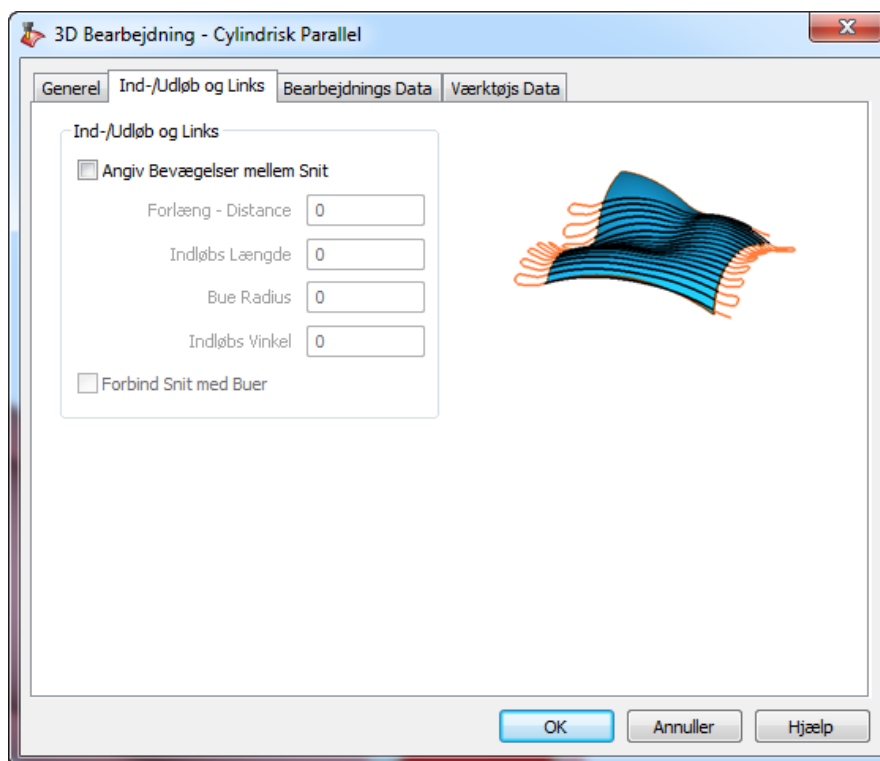 3D Bearbejdning - Cylindrisk Parallel
Generel Ind-/Udløb og Links Bearbejdnings Data Værktøjs Data
Ind-/Udløb og Links
Angiv Bevægelser mellem Snit
Forlæng - Distance 0
Indløbs Længde 0
Bue Radius 0
Indløbs Vinkel 0
Forbind Snit med Buer
OK Annuller Hjælp